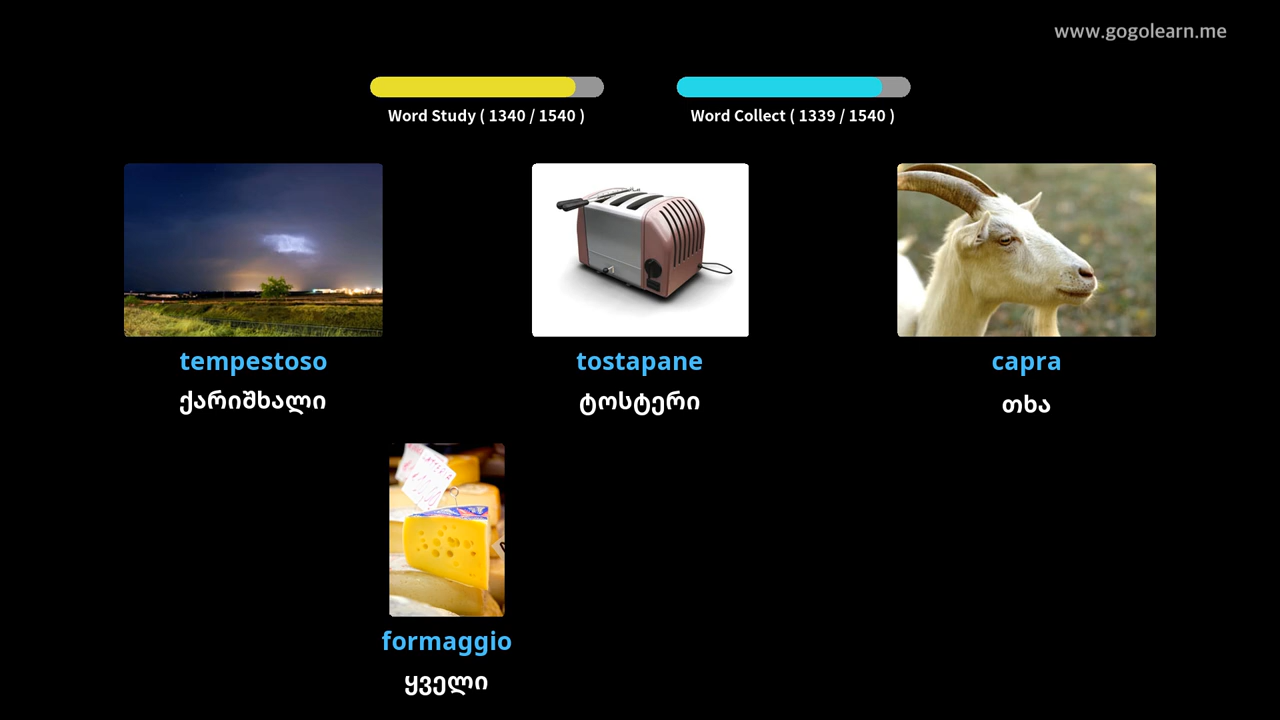 www.gogolearn.me
Word Study ( 1340 / 1540 )
Word Collect ( 1339 / 1540 )
tempestoso
ქარიშხალი
tostapane
ტოსტერი
capra
თხა
formaggio
ყველი